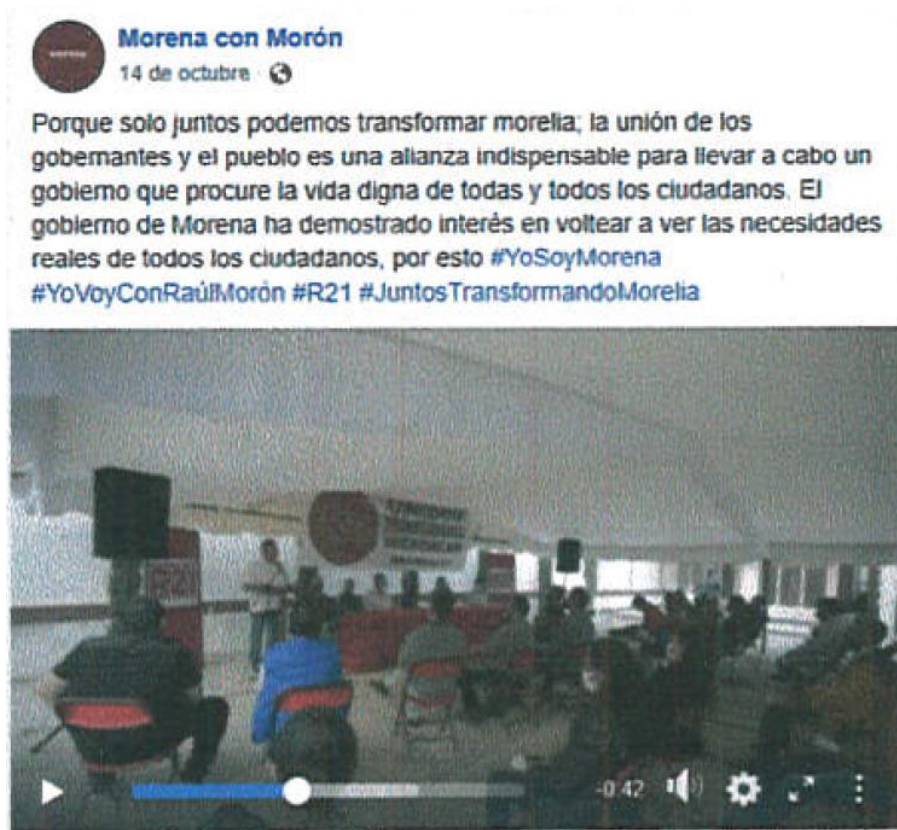 morena
Morena con Morón
14 de octubre ·
Porque solo juntos podemos transformar morelia; la unión de los
gobernantes y el pueblo es una alianza indispensable para llevar a cabo un
gobierno que procure la vida digna de todas y todos los ciudadanos. El
gobierno de Morena ha demostrado interés en voltear a ver las necesidades
reales de todos los ciudadanos, por esto #YoSoyMorena
#YoVoyConRaúlMorón #R21 #JuntosTransformandoMorelia
R21
-0:42